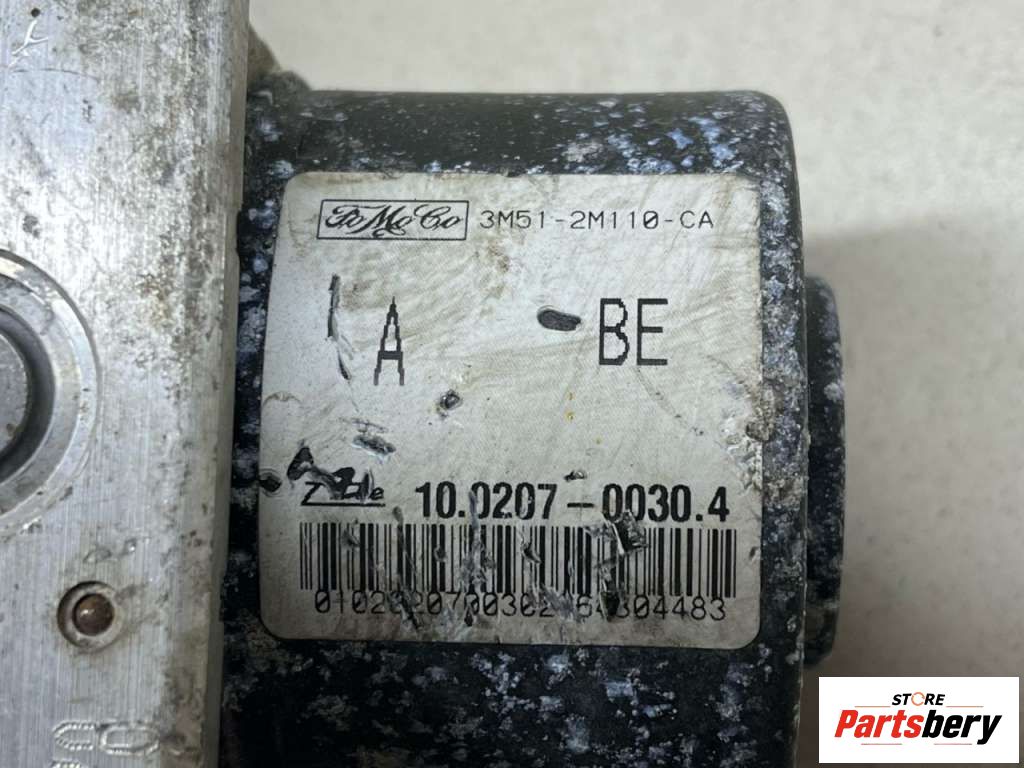 FoMoCo 3M51-2M110-CA
A BE
10.0207-0030.4
STORE
Partsbery